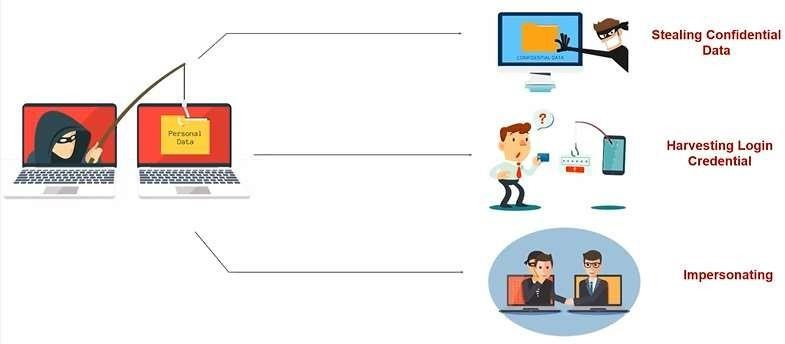 Personal
Data
CONFIDENTIAL DATA
Stealing Confidential
Data
?
Harvesting Login
Credential
Impersonating